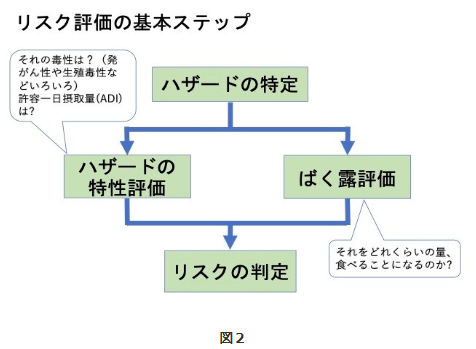 リスク評価の基本ステップ
それの毒性は？（発
がん性や生殖毒性な
どいろいろ）
許容一日摂取量(ADI)
は?
ハザードの特定
ハザードの
特性評価
ばく露評価
それをどれくらいの量、
食べることになるのか?
リスクの判定
図２